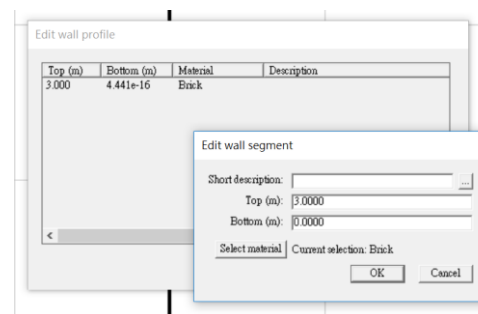 Edit wall profile
Top (m) Bottom (m) Material Description
3.000 4.441e-16 Brick
Edit wall segment
Short description: ...
Top (m): 3.0000
Bottom (m): 0.0000
Select material Current selection: Brick
OK Cancel